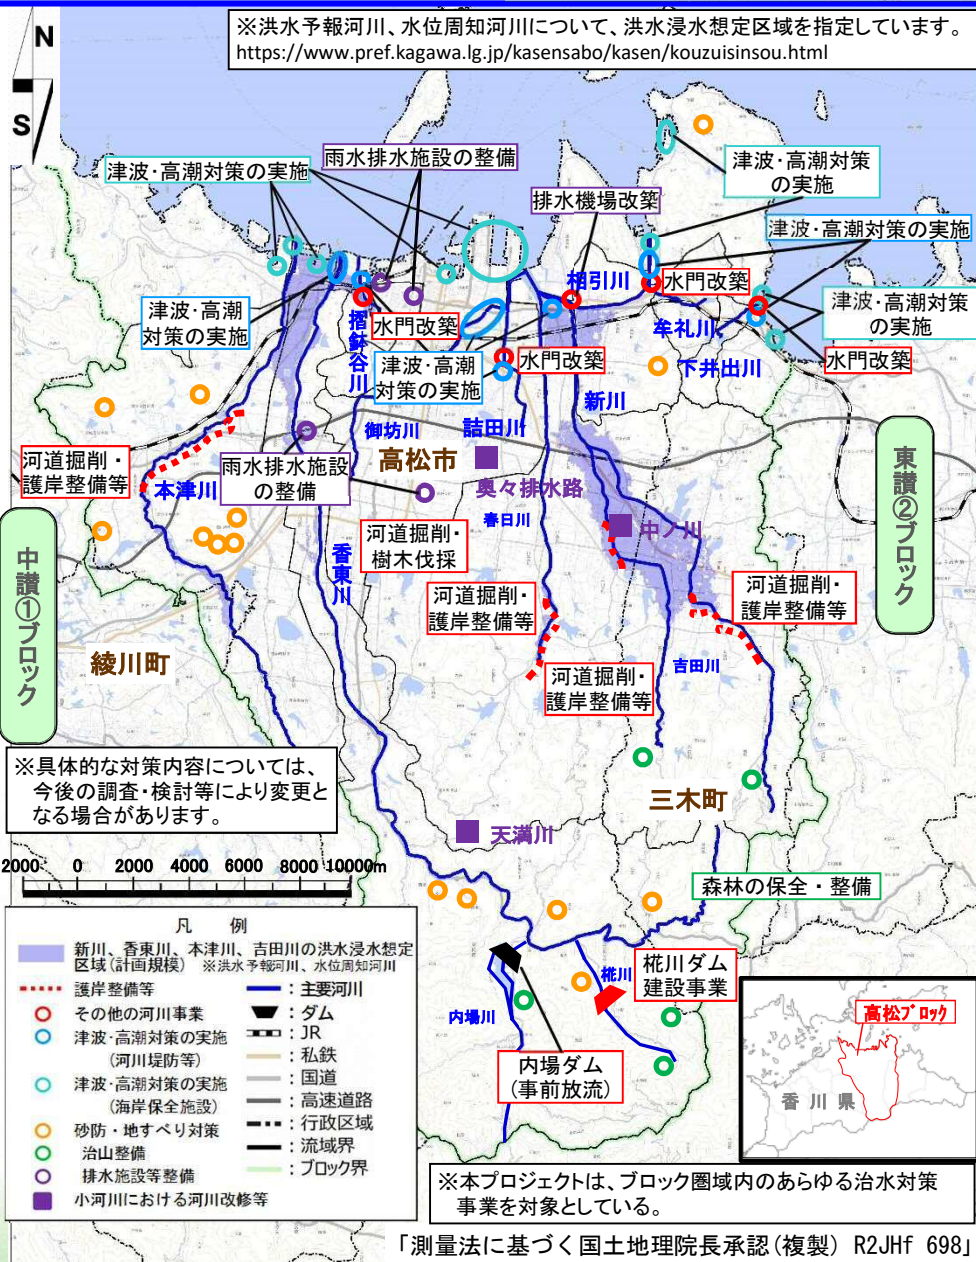 ※洪水予報河川、水位周知河川について、洪水浸水想定区域を指定しています。
https://www.pref.kagawa.lg.jp/kasensabo/kasen/kouzuisinsou.html
N
S
雨水排水施設の整備
津波・高潮対策の実施
津波・高潮対策
の実施
排水機場改築
津波・高潮対策の実施
相引川
水門改築
津波・高潮
対策の実施
摺鉢谷川
水門改築
牟礼川
津波・高潮対策
の実施
津波・高潮
対策の実施
水門改築
下井出川
水門改築
新川
御坊川
詰田川
河道掘削・
護岸整備等
雨水排水施設
の整備
高松市
本津川
奥々排水路
春日川
中ノ川
東讃②ブロック
中讃①ブロック
香東川
河道掘削・
樹木伐採
河道掘削・
護岸整備等
河道掘削・
護岸整備等
綾川町
河道掘削・
護岸整備等
吉田川
※具体的な対策内容については、
今後の調査・検討等により変更と
なる場合があります。
三木町
天満川
2000 0 2000 4000 6000 8000 10000m
森林の保全・整備
椛川
椛川ダム
建設事業
内場川
内場ダム
(事前放流)
凡 例
新川、香東川、本津川、吉田川の洪水浸水想定
区域(計画規模) ※洪水予報河川、水位周知河川
護岸整備等
その他の河川事業
津波・高潮対策の実施
(河川堤防等)
津波・高潮対策の実施
(海岸保全施設)
砂防・地すべり対策
治山整備
排水施設等整備
小河川における河川改修等
：主要河川
：ダム
：JR
：私鉄
：国道
：高速道路
：行政区域
：流域界
：ブロック界
高松ブロック
香川県
※本プロジェクトは、ブロック圏域内のあらゆる治水対策
事業を対象としている。
「測量法に基づく国土地理院長承認(複製) R2JHf 698」